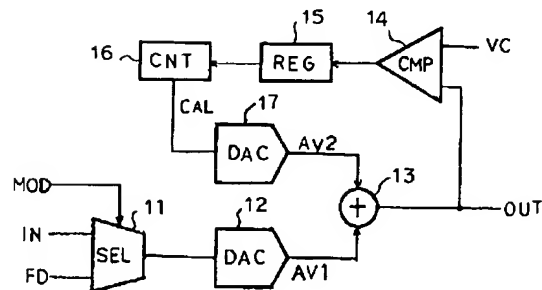 15
14
16
CNT
REG
CMP
VC
CAL
17
DAC
AV2
MOD
11
12
13
+
OUT
IN
SEL
DAC
FD
AV1